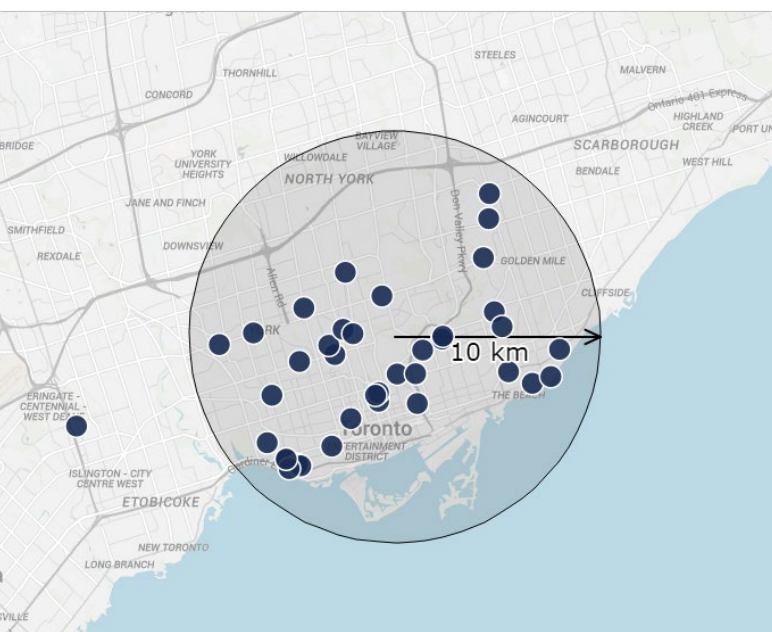 STEELES
MALVERN
THORNHILL
CONCORD
Ontario 401 Express
HIGHLAND
CREEK
AGINCOURT
PORT UN
BAYVIEW
VILLAGE
SCARBOROUGH
BRIDGE
YORK
UNIVERSITY
HEIGHTS
WILLOWDALE
WEST HILL
BENDALE
NORTH YORK
JANE AND FINCH
Don Valley Pkwy
SMITHFIELD
DOWNSVIEW
REXDALE
GOLDEN MILE
Allen Rd
CLIFFSIDE
RK
10 km
ERINGATE -
CENTENNIAL -
WEST DE
THE BEACH
Toronto
ERTAINMENT
DISTRICT
Gardiner
ISLINGTON - CITY
CENTRE WEST
ETOBICOKE
NEW TORONTO
LONG BRANCH
VILLE